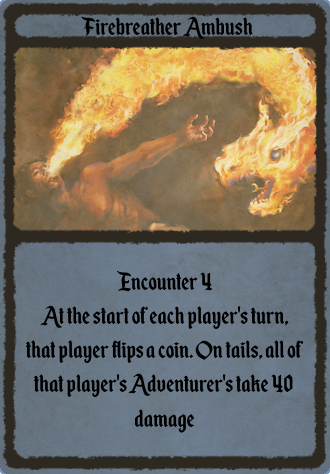 Firebreather Ambush
Encounter 4
At the start of each player's turn,
that player flips a coin. On tails, all of
that player's Adventurer's take 40
damage